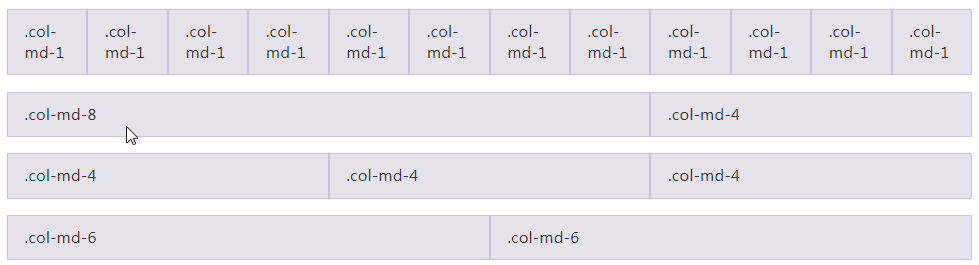 .col- .col- .col- .col- .col- .col- .col- .col- .col- .col- .col- .col-
md-1 md-1 md-1 md-1 md-1 md-1 md-1 md-1 md-1 md-1 md-1 md-1
.col-md-8 .col-md-4
.col-md-4 .col-md-4 .col-md-4
.col-md-6 .col-md-6